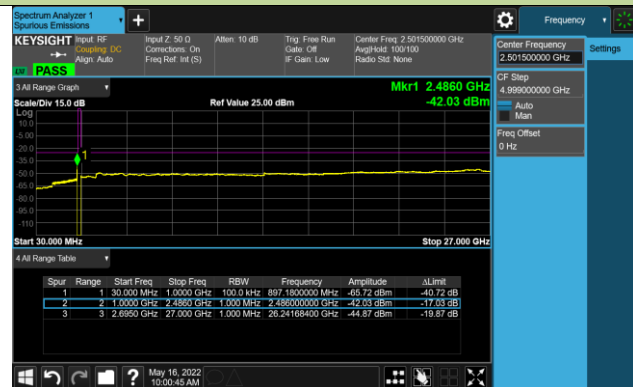 Spectrum Analyzer 1
Spurious Emissions
Frequency
KEYSIGHT
Input: RF
Coupling: DC
Align: Auto
Input Z: 50 Ω
Corrections: On
Freq Ref: Int (S)
Atten: 10 dB
Trig: Free Run
Gate: Off
IF Gain: Low
Center Freq: 2.501500000 GHz
Avg|Hold: 100/100
Radio Std: None
PASS
Center Frequency
2.501500000 GHz
Settings
CF Step
4.999000000 GHz
Auto
Man
Freq Offset
0 Hz
3 All Range Graph
Mkr1 2.4860 GHz
Scale/Div 15.0 dB
Ref Value 25.00 dBm
-42.03 dBm
Log
10.0
-5.00
-20.0
1
-35.0
-50.0
-65.0
-80.0
-95.0
-110
Start 30.000 MHz
Stop 27.000 GHz
4 All Range Table
Spur Range Start Freq Stop Freq RBW Frequency Amplitude ΔLimit
1 1 30.000 MHz 1.0000 GHz 100.0 kHz 897.1800000 MHz -65.72 dBm -40.72 dB
2 2 1.0000 GHz 2.4860 GHz 1.000 MHz 2.486000000 GHz -42.03 dBm -17.03 dB
3 3 2.6950 GHz 27.000 GHz 1.000 MHz 26.24168400 GHz -44.87 dBm -19.87 dB
?
May 16, 2022
10:00:45 AM